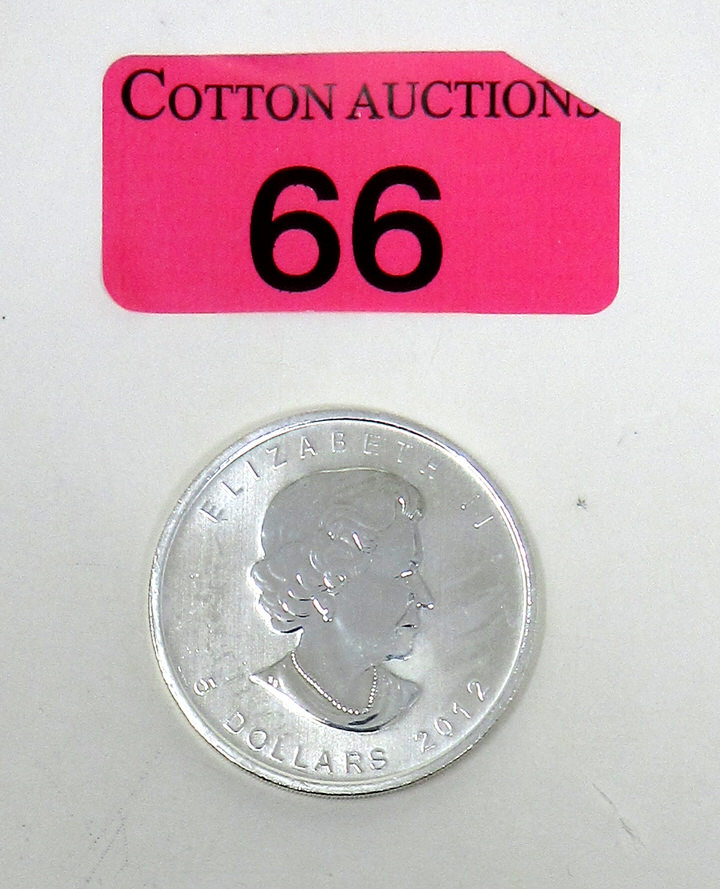 COTTON AUCTIONS
66
ELIZABETH II
5 DOLLARS 2012